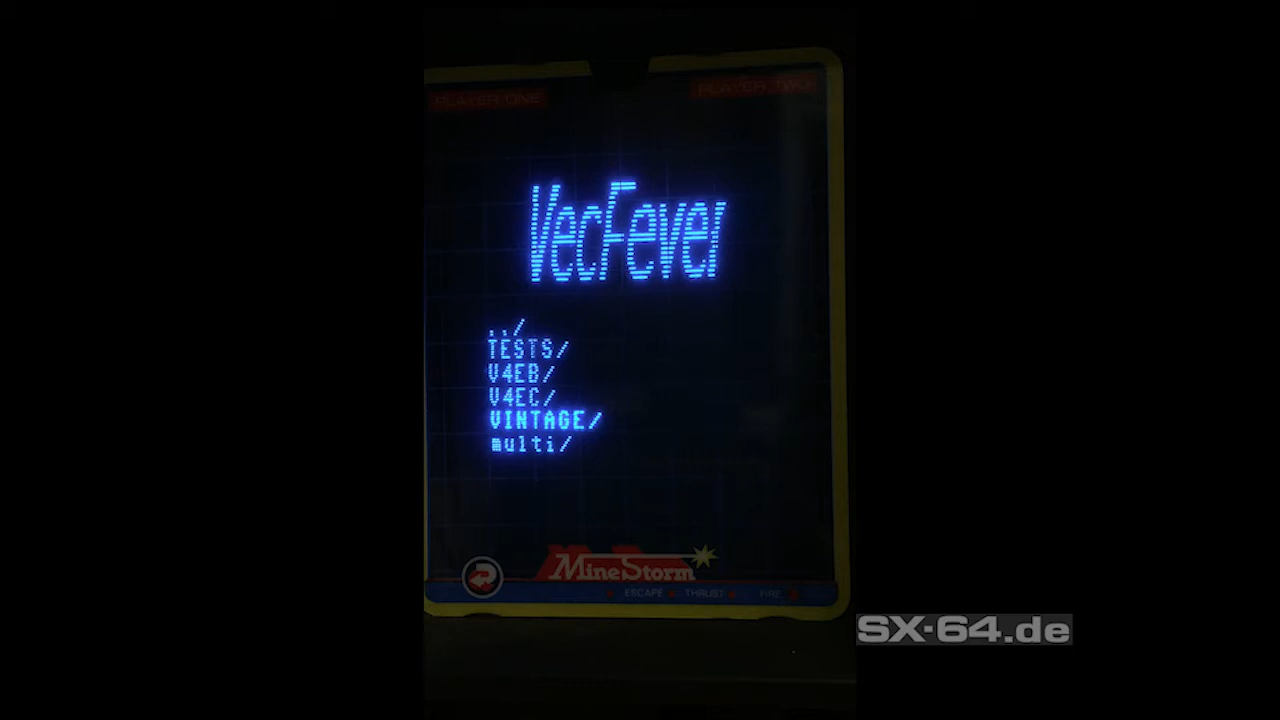 PLAYER ONE
PLAYER TWO
VecFever
../
TESTS/
V4EB/
V4EC/
VINTAGE/
multi/
MineStorm
ESCAPE THRUST FIRE
SX-64.de